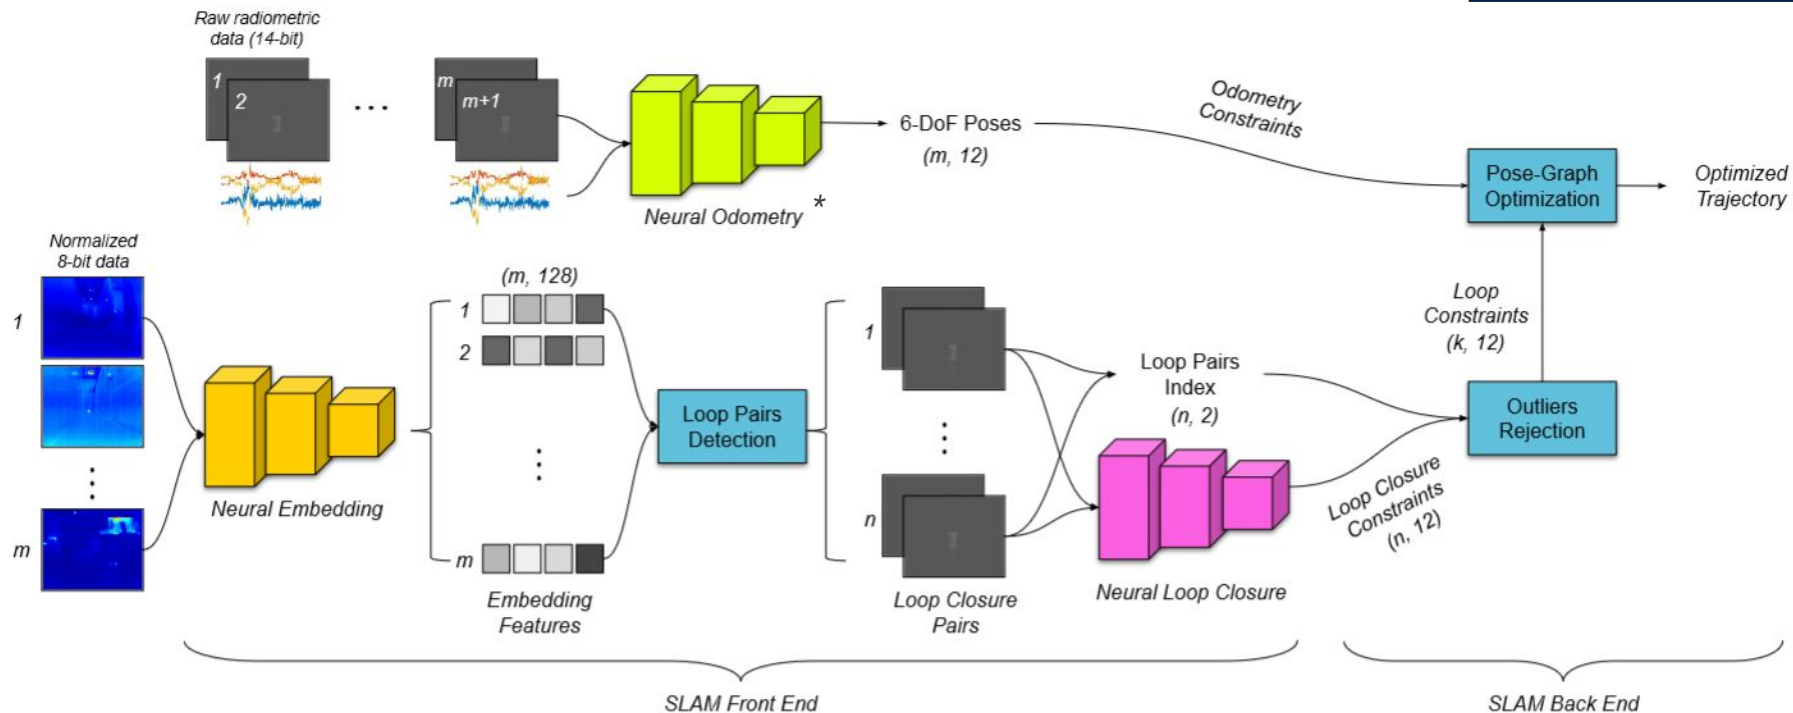 Raw radiometric
data (14-bit)
1
2
...
m
m+1
Neural Odometry *
6-DoF Poses
(m, 12)
Odometry
Constraints
Pose-Graph
Optimization
Optimized
Trajectory
Normalized
8-bit data
1
m
Neural Embedding
(m, 128)
1
2
m
Embedding
Features
Loop Pairs
Detection
1
n
Loop Closure
Pairs
Loop Pairs
Index
(n, 2)
Neural Loop Closure
Loop Closure
Constraints
(n, 12)
Loop
Constraints
(k, 12)
Outliers
Rejection
SLAM Front End
SLAM Back End